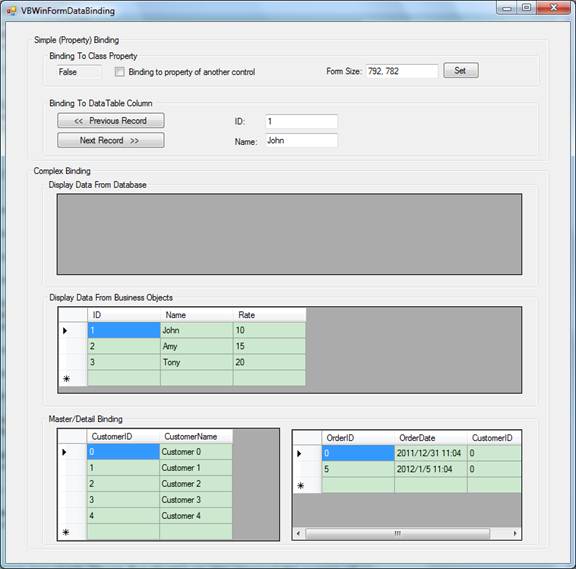 VBWinFormDataBinding
Simple (Property) Binding
Binding To Class Property
False Binding to property of another control Form Size: 792, 782 Set
Binding To DataTable Column
<< Previous Record ID: 1
Next Record >> Name: John
Complex Binding
Display Data From Database
Display Data From Business Objects
ID Name Rate
1 John 10
2 Amy 15
3 Tony 20
Master/Detail Binding
CustomerID CustomerName
0 Customer 0
1 Customer 1
2 Customer 2
3 Customer 3
4 Customer 4
OrderID OrderDate CustomerID
0 2011/12/31 11:04 0
5 2012/1/5 11:04 0